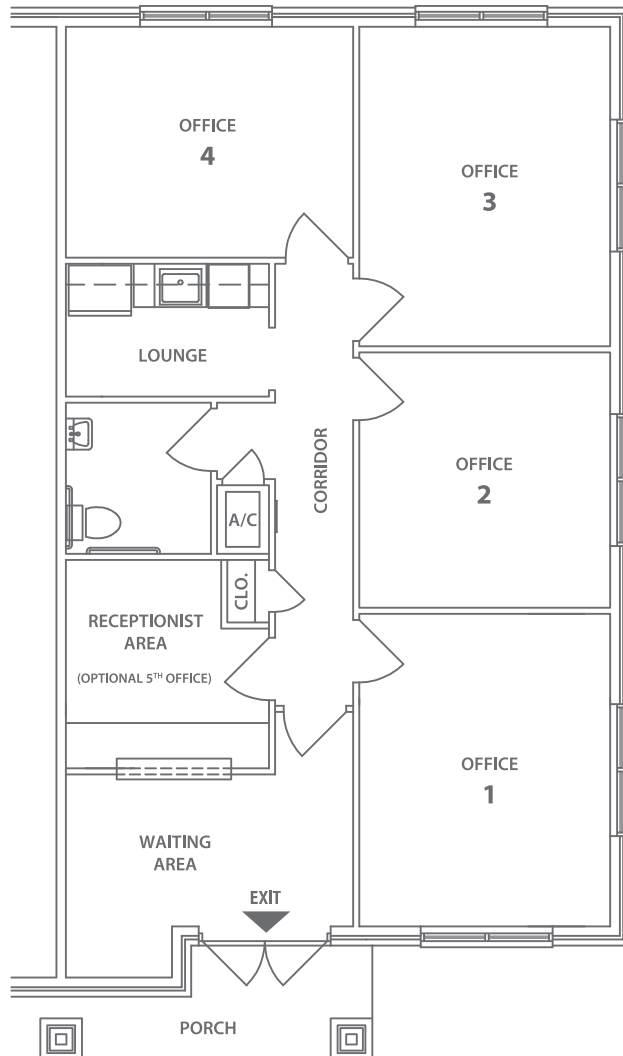 OFFICE
4
OFFICE
3
LOUNGE
CORRIDOR
OFFICE
2
A/C
CLO.
RECEPTIONIST
AREA
(OPTIONAL 5TH OFFICE)
OFFICE
1
WAITING
AREA
EXIT
PORCH